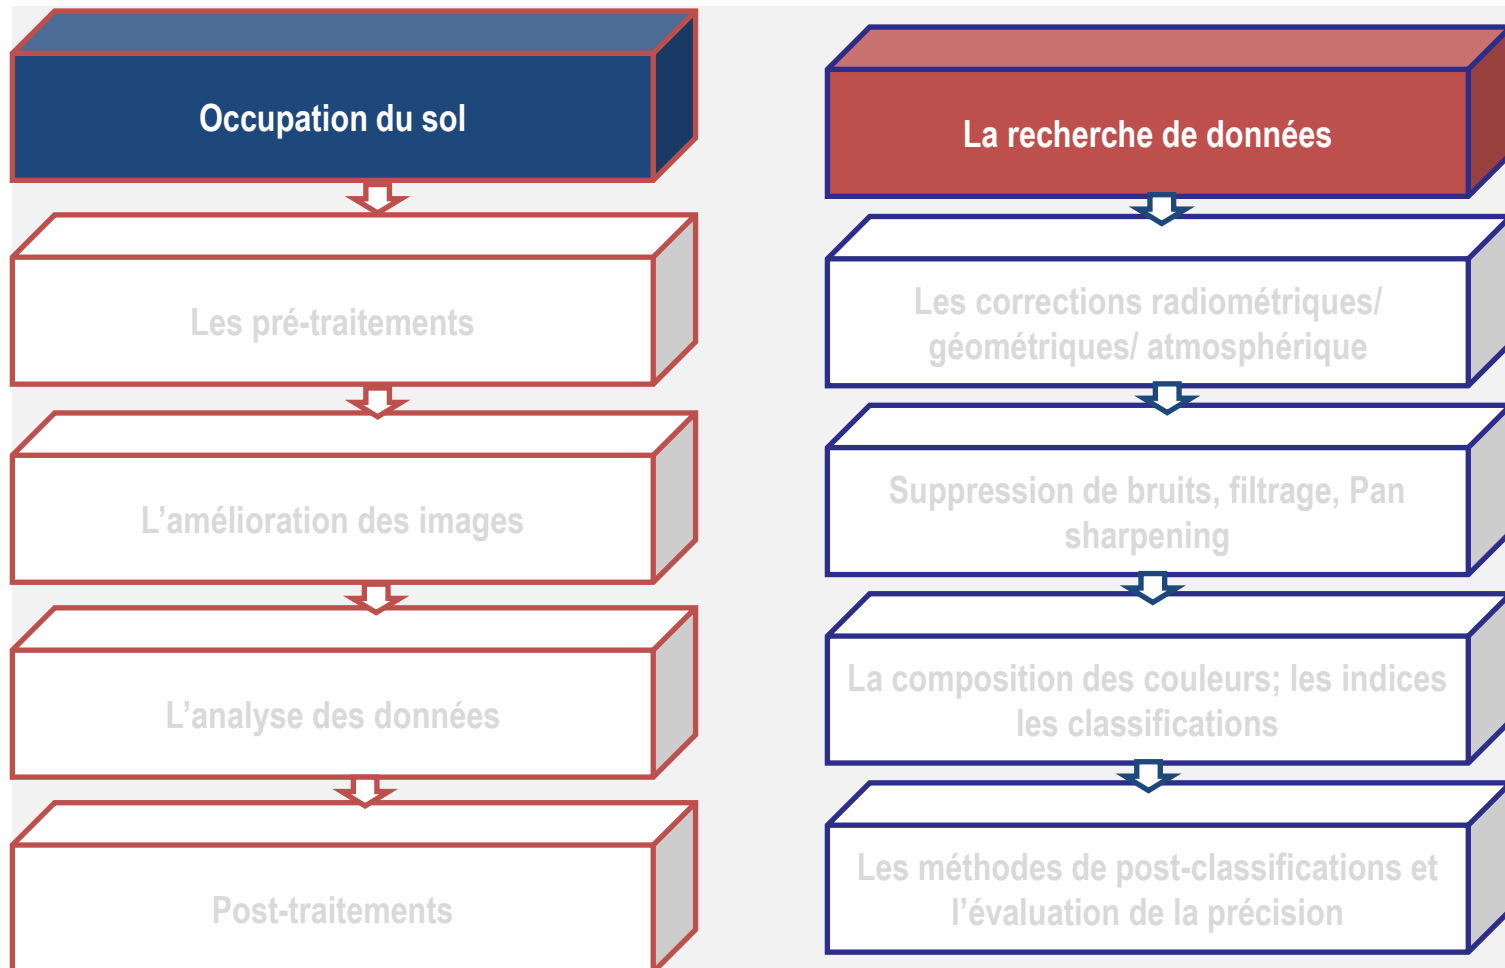 Occupation du sol
La recherche de données
Les pré-traitements
Les corrections radiométriques/
géométriques/ atmosphérique
L’amélioration des images
Suppression de bruits, filtrage, Pan
sharpening
L’analyse des données
La composition des couleurs; les indices
les classifications
Post-traitements
Les méthodes de post-classifications et
l’évaluation de la précision